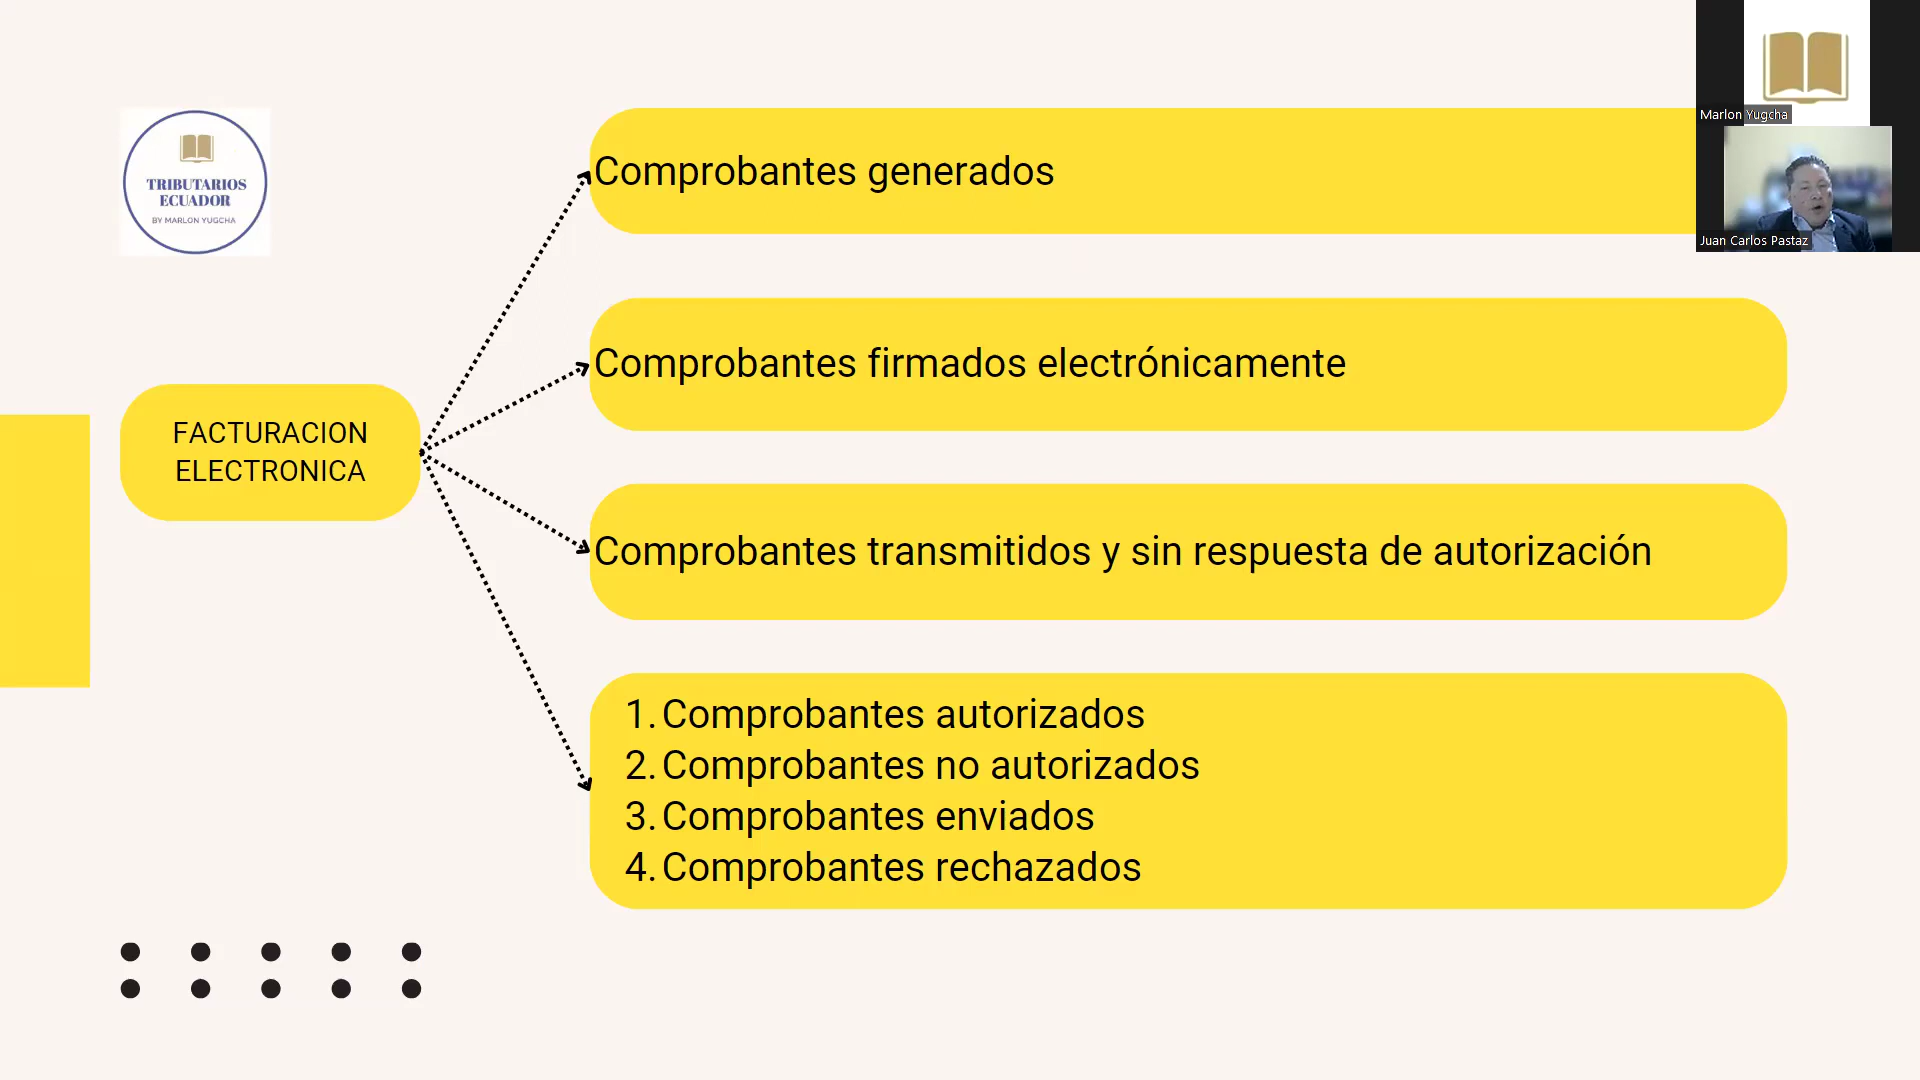 TRIBUTARIOS
ECUADOR
BY MARLON YUGCHA
FACTURACION
ELECTRONICA
Comprobantes generados
Comprobantes firmados electrónicamente
Comprobantes transmitidos y sin respuesta de autorización
1. Comprobantes autorizados
2. Comprobantes no autorizados
3. Comprobantes enviados
4. Comprobantes rechazados
Marlon Yugcha
Juan Carlos Pastaz